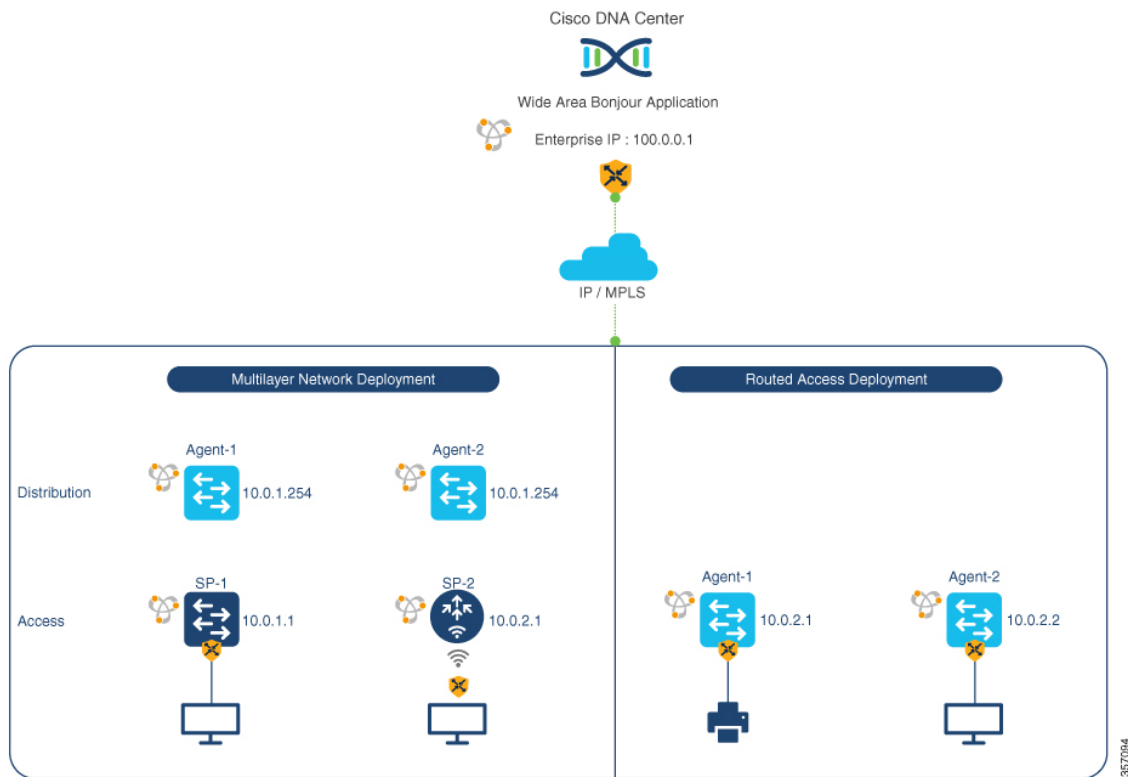 Cisco DNA Center
Wide Area Bonjour Application
Enterprise IP : 100.0.0.1
IP / MPLS
Multilayer Network Deployment
Routed Access Deployment
Agent-1
Agent-2
Distribution
10.0.1.254
10.0.1.254
SP-1
SP-2
Agent-1
Agent-2
Access
10.0.1.1
10.0.2.1
10.0.2.1
10.0.2.2
357094